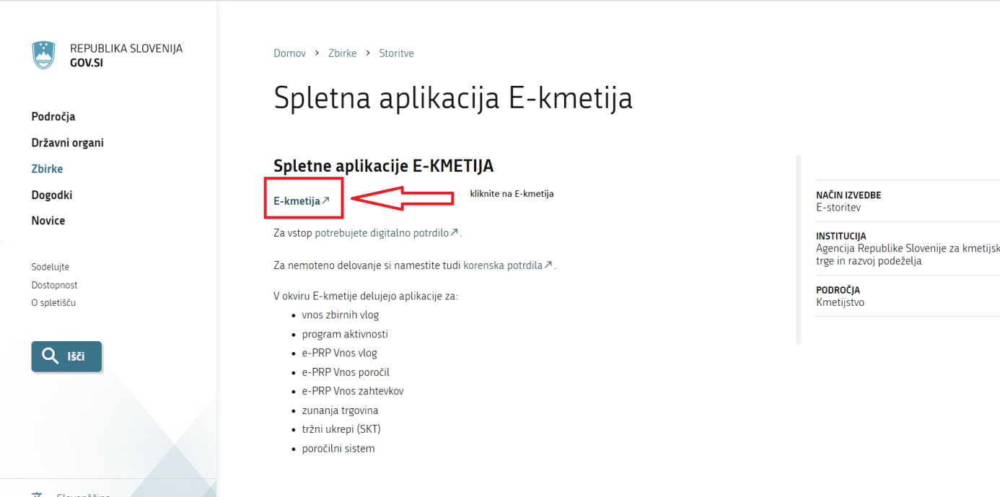 REPUBLIKA SLOVENIJA
GOV.SI
Področja
Državni organi
Zbirke
Dogodki
Novice
Sodelujte
Dostopnost
O spletišču
Išči
Domov > Zbirke > Storitve
Spletna aplikacija E-kmetija
Spletne aplikacije E-KMETIJA
E-kmetija
kliknite na E-kmetija
Za vstop potrebujete digitalno potrdilo.
Za nemoteno delovanje si namestite tudi korenska potrdila.
V okviru E-kmetije delujejo aplikacije za:
• vnos zbirnih vlog
• program aktivnosti
• e-PRP Vnos vlog
• e-PRP Vnos poročil
• e-PRP Vnos zahtevkov
• zunanja trgovina
• tržni ukrepi (SKT)
• poročilni sistem
NAČIN IZVEDBE
E-storitev
INSTITUCIJA
Agencija Republike Slovenije za kmetijsk
trge in razvoj podeželja
PODROČJA
Kmetijstvo